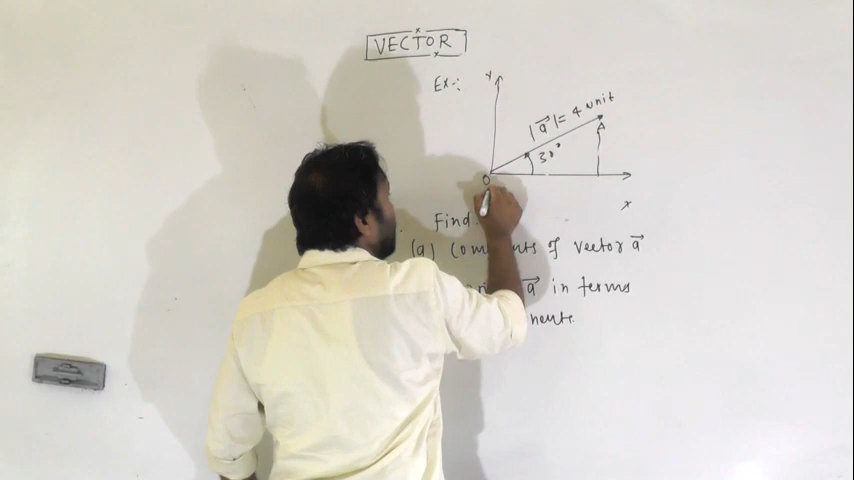 VECTOR
Ex:-
Y
|a⃗| = 4 unit
A
30°
O
X
Find
(a) Com nts of vector a⃗
a⃗ in terms
nents.